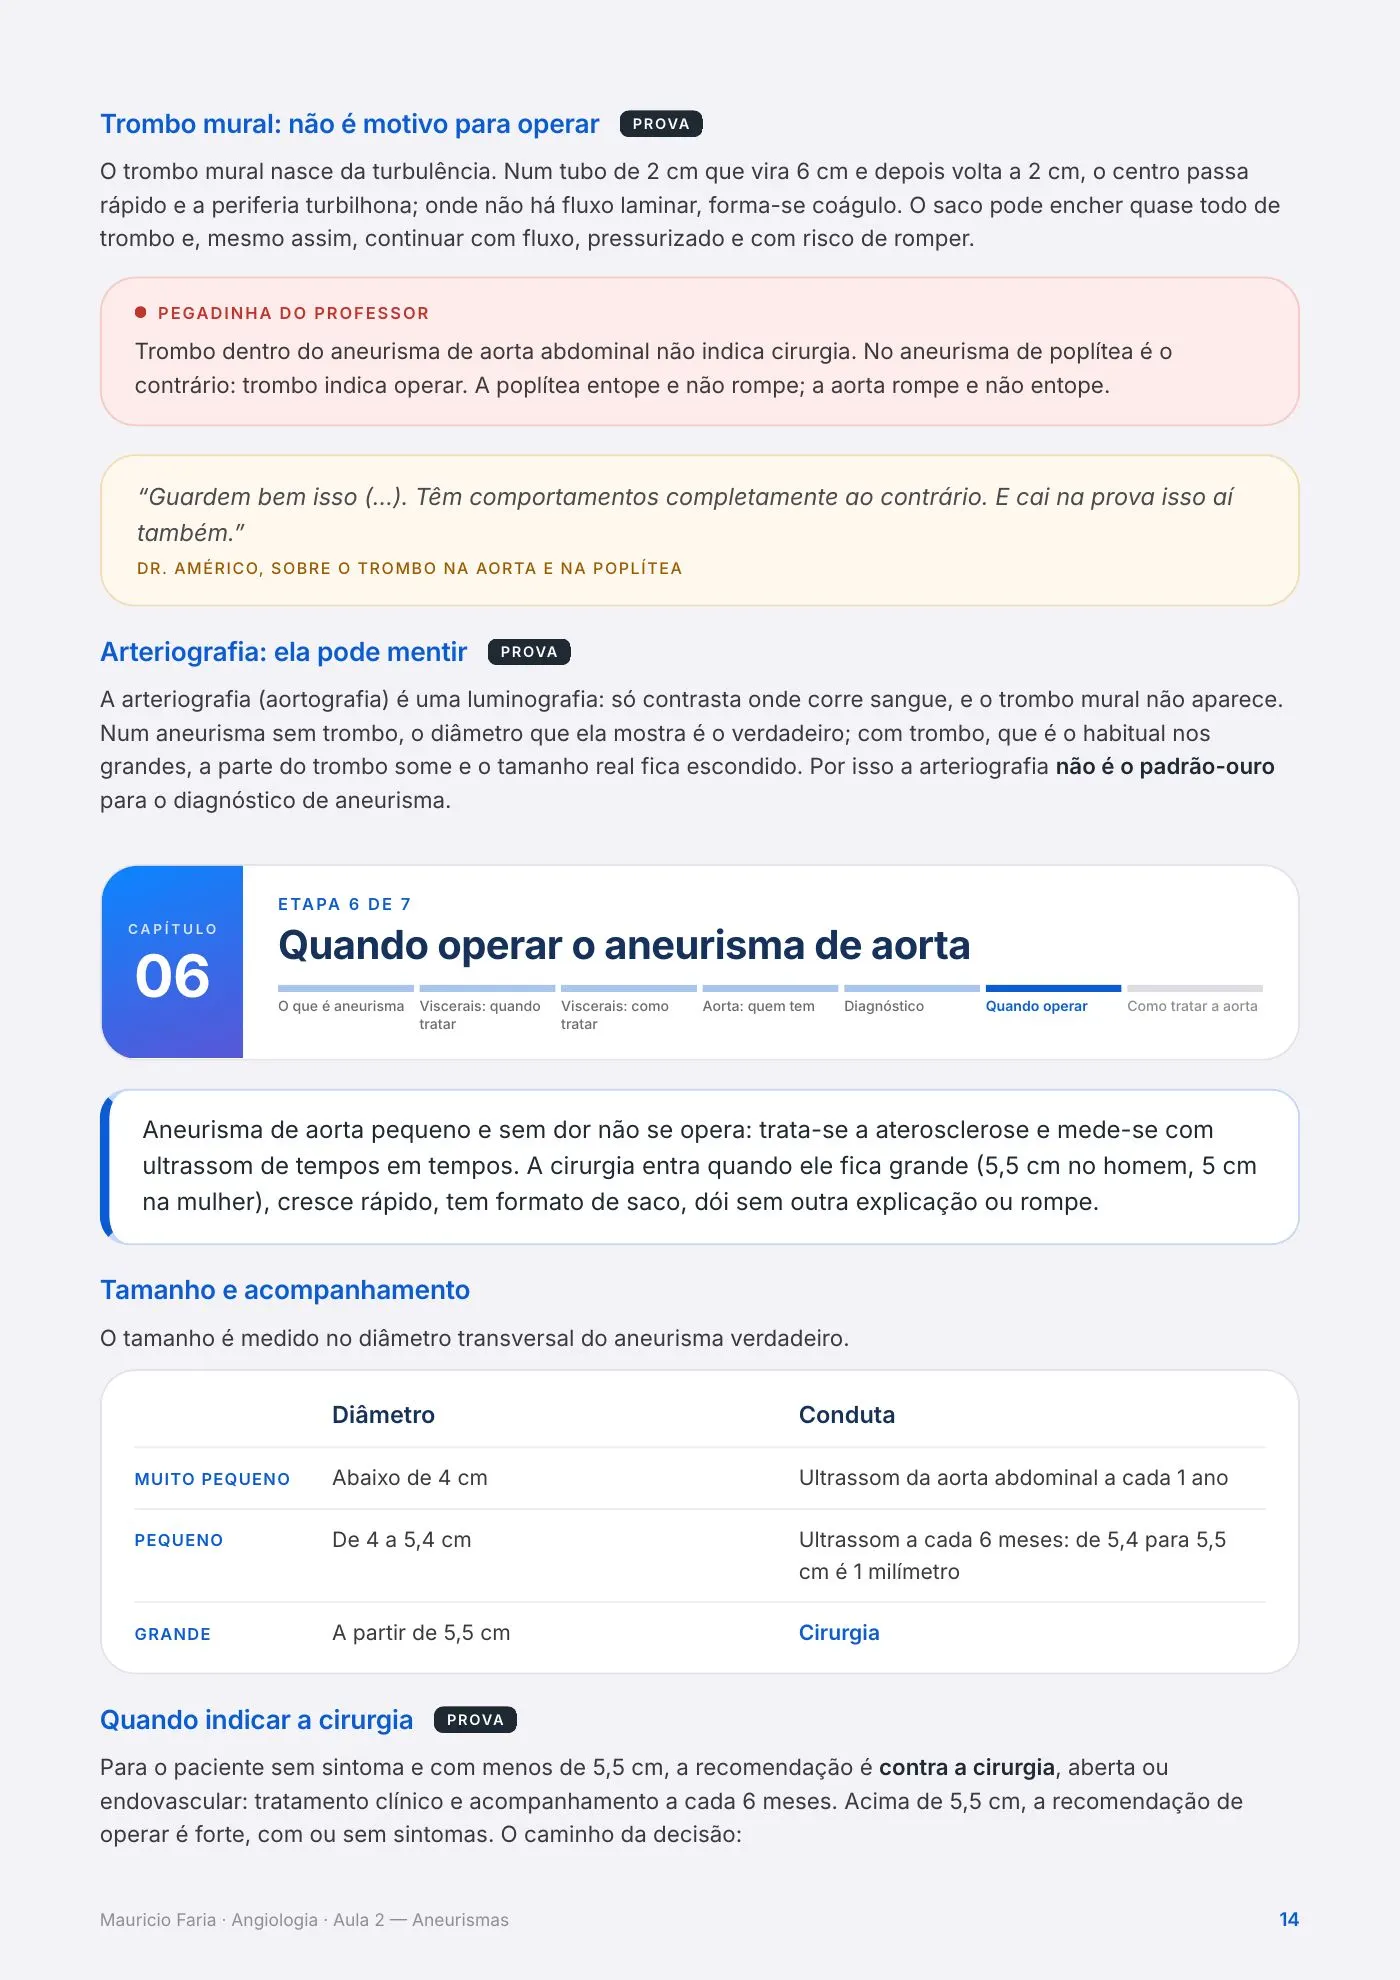 Trombo mural: não é motivo para operar PROVA
O trombo mural nasce da turbulência. Num tubo de 2 cm que vira 6 cm e depois volta a 2 cm, o centro passa
rápido e a periferia turbilhona; onde não há fluxo laminar, forma-se coágulo. O saco pode encher quase todo de
trombo e, mesmo assim, continuar com fluxo, pressurizado e com risco de romper.
PEGADINHA DO PROFESSOR
Trombo dentro do aneurisma de aorta abdominal não indica cirurgia. No aneurisma de poplítea é o
contrário: trombo indica operar. A poplítea entope e não rompe; a aorta rompe e não entope.
“Guardem bem isso (...). Têm comportamentos completamente ao contrário. E cai na prova isso aí
também.”
DR. AMÉRICO, SOBRE O TROMBO NA AORTA E NA POPLÍTEA
Arteriografia: ela pode mentir PROVA
A arteriografia (aortografia) é uma luminografia: só contrasta onde corre sangue, e o trombo mural não aparece.
Num aneurisma sem trombo, o diâmetro que ela mostra é o verdadeiro; com trombo, que é o habitual nos
grandes, a parte do trombo some e o tamanho real fica escondido. Por isso a arteriografia não é o padrão-ouro
para o diagnóstico de aneurisma.
CAPÍTULO
06
ETAPA 6 DE 7
Quando operar o aneurisma de aorta
O que é aneurisma
Viscerais: quando
tratar
Viscerais: como
tratar
Aorta: quem tem
Diagnóstico
Quando operar
Como tratar a aorta
Aneurisma de aorta pequeno e sem dor não se opera: trata-se a aterosclerose e mede-se com
ultrassom de tempos em tempos. A cirurgia entra quando ele fica grande (5,5 cm no homem, 5 cm
na mulher), cresce rápido, tem formato de saco, dói sem outra explicação ou rompe.
Tamanho e acompanhamento
O tamanho é medido no diâmetro transversal do aneurisma verdadeiro.
Diâmetro Conduta
MUITO PEQUENO Abaixo de 4 cm Ultrassom da aorta abdominal a cada 1 ano
PEQUENO De 4 a 5,4 cm Ultrassom a cada 6 meses: de 5,4 para 5,5
cm é 1 milímetro
GRANDE A partir de 5,5 cm Cirurgia
Quando indicar a cirurgia PROVA
Para o paciente sem sintoma e com menos de 5,5 cm, a recomendação é contra a cirurgia, aberta ou
endovascular: tratamento clínico e acompanhamento a cada 6 meses. Acima de 5,5 cm, a recomendação de
operar é forte, com ou sem sintomas. O caminho da decisão:
Mauricio Faria · Angiologia · Aula 2 — Aneurismas 14